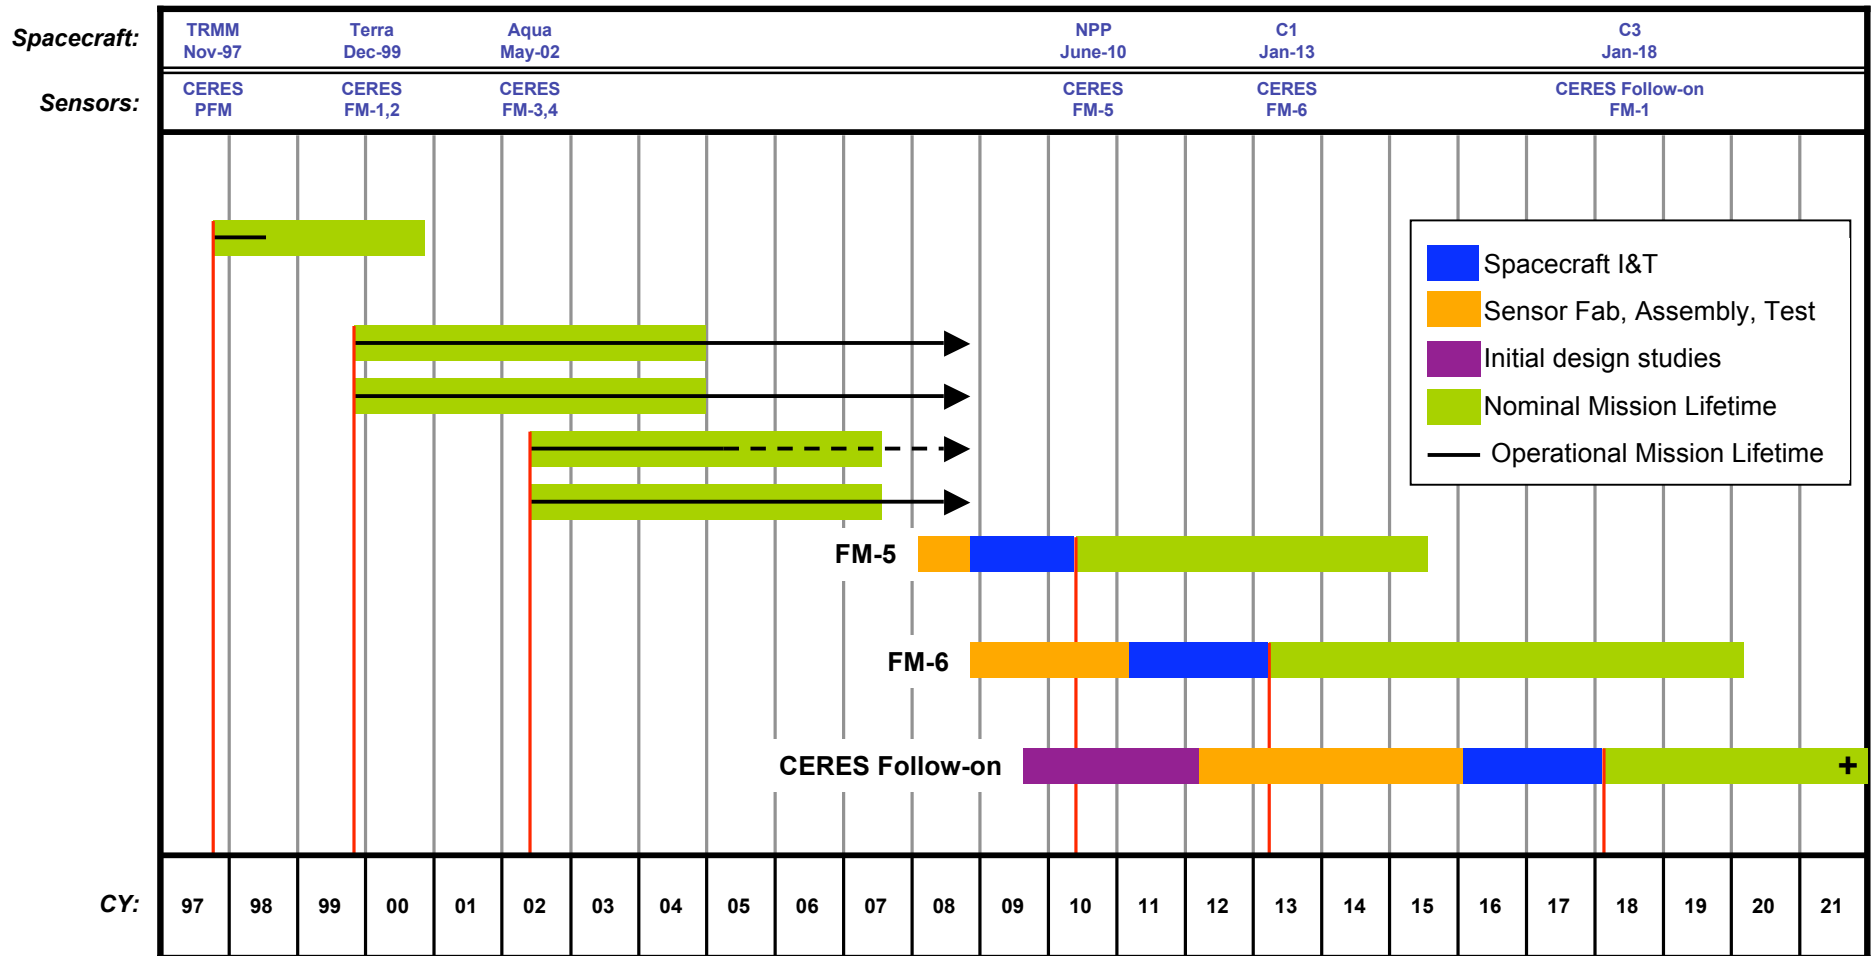 Spacecraft:
TRMM
Nov-97
Terra
Dec-99
Aqua
May-02
NPP
June-10
C1
Jan-13
C3
Jan-18
Sensors:
CERES
PFM
CERES
FM-1,2
CERES
FM-3,4
CERES
FM-5
CERES
FM-6
CERES Follow-on
FM-1
Spacecraft I&T
Sensor Fab, Assembly, Test
Initial design studies
Nominal Mission Lifetime
Operational Mission Lifetime
FM-5
FM-6
CERES Follow-on
+
CY: 97 98 99 00 01 02 03 04 05 06 07 08 09 10 11 12 13 14 15 16 17 18 19 20 21